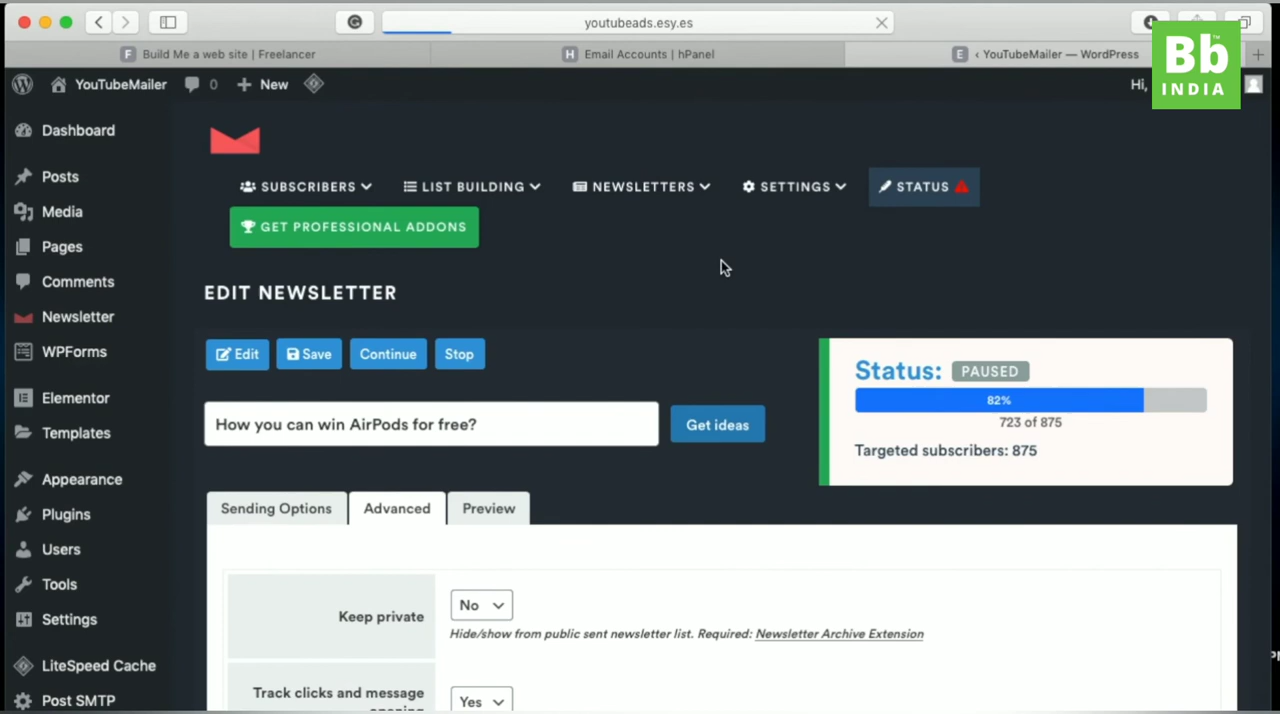 youtubeads.esy.es
F Build Me a web site | Freelancer
H Email Accounts | hPanel
E ‹ YouTubeMailer — WordPress
Bb™
INDIA
YouTubeMailer
0
New
Hi,
Dashboard
Posts
Media
Pages
Comments
Newsletter
WPForms
Elementor
Templates
Appearance
Plugins
Users
Tools
Settings
LiteSpeed Cache
Post SMTP
SUBSCRIBERS
LIST BUILDING
NEWSLETTERS
SETTINGS
STATUS
GET PROFESSIONAL ADDONS
EDIT NEWSLETTER
Edit
Save
Continue
Stop
How you can win AirPods for free?
Get ideas
Status: PAUSED
82%
723 of 875
Targeted subscribers: 875
Sending Options
Advanced
Preview
Keep private
No
Hide/show from public sent newsletter list. Required: Newsletter Archive Extension
Track clicks and message
Yes